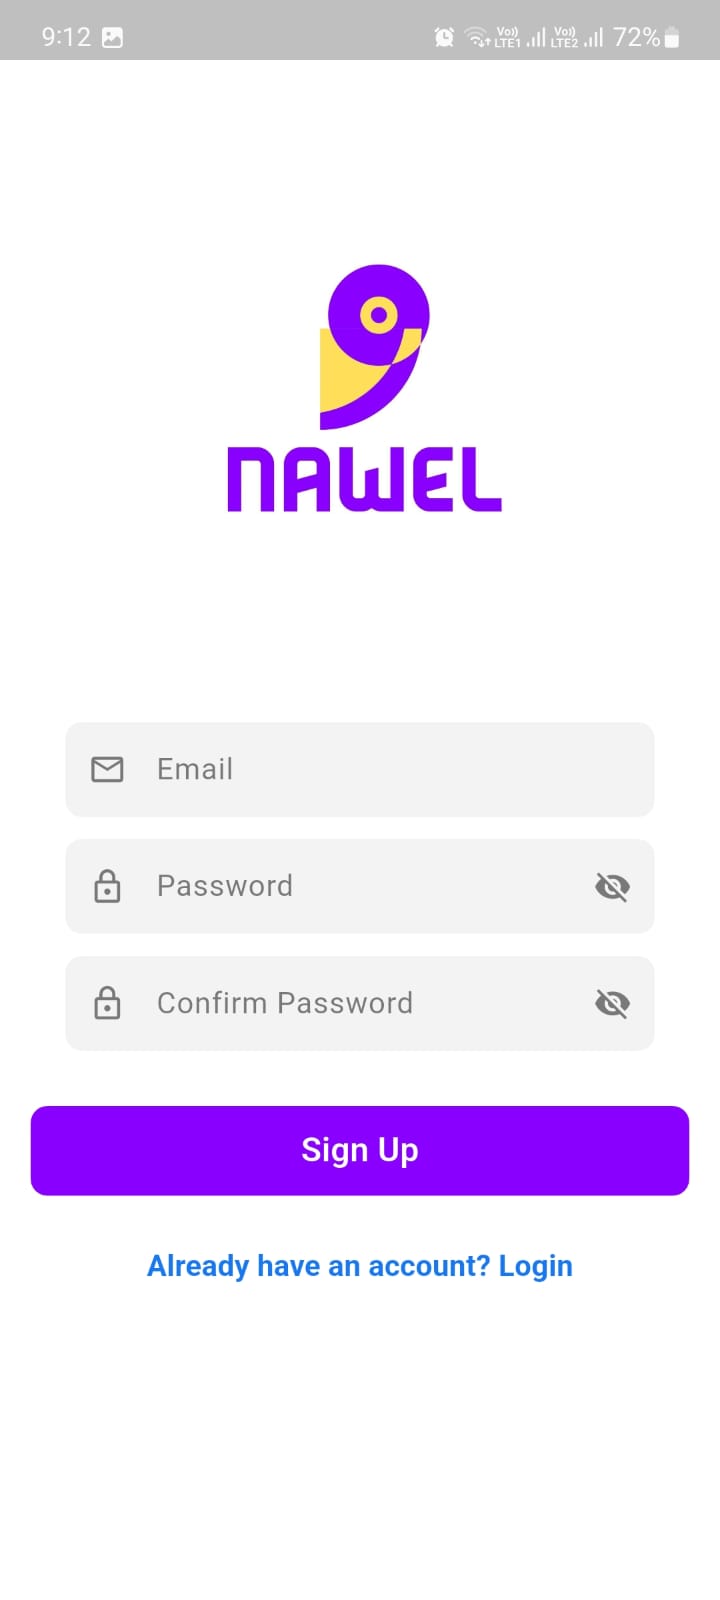 9:12 Vo)) LTE1 Vo)) LTE2 72%
NAWEL
Email
Password
Confirm Password
Sign Up
Already have an account? Login